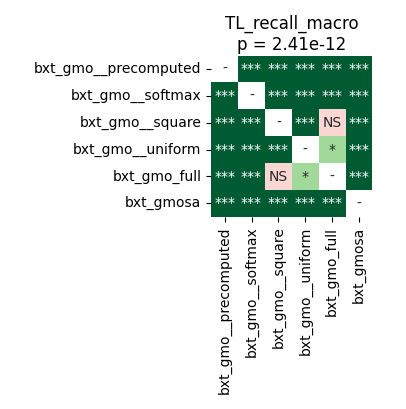 TL_recall_macro
p = 2.41e-12
bxt_gmo__precomputed - *** *** *** *** ***
bxt_gmo__softmax *** - *** *** *** ***
bxt_gmo__square *** *** - *** NS ***
bxt_gmo__uniform *** *** *** - * ***
bxt_gmo_full *** *** NS * - ***
bxt_gmosa *** *** *** *** *** -
bxt_gmo__precomputed
bxt_gmo__softmax
bxt_gmo__square
bxt_gmo__uniform
bxt_gmo_full
bxt_gmosa